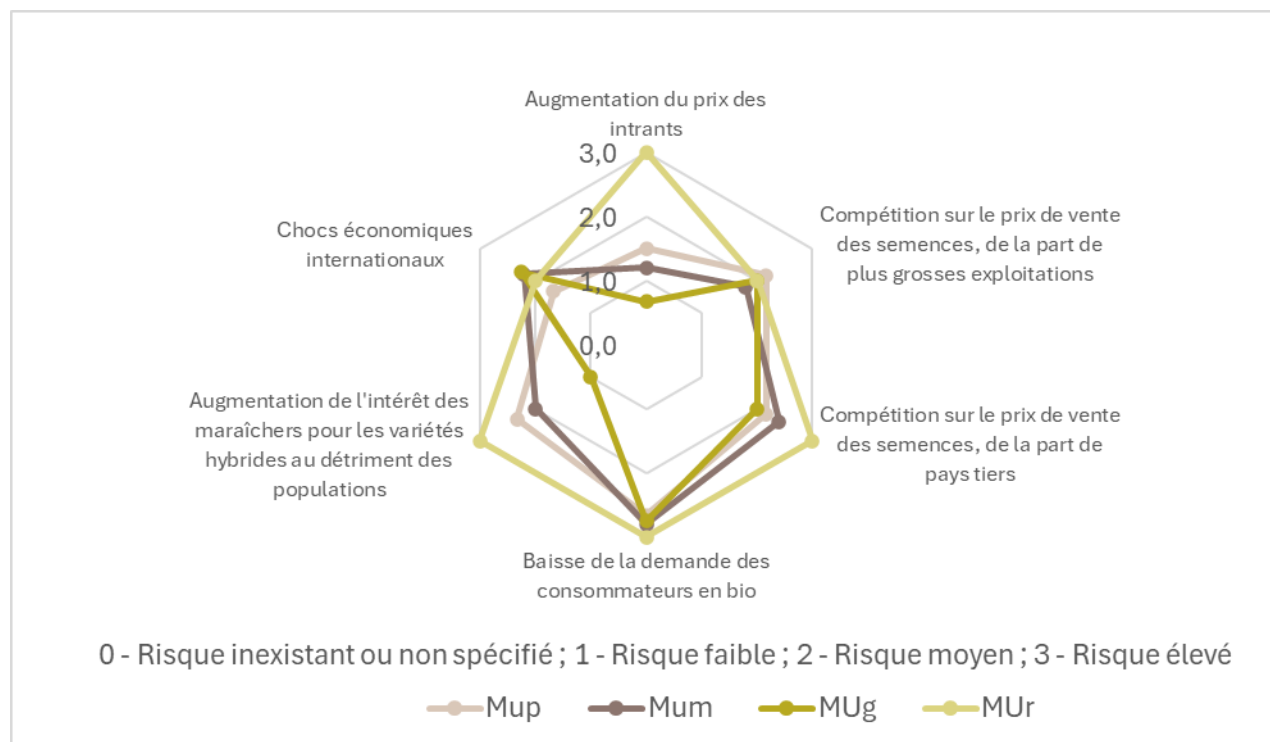 Augmentation du prix des
intrants
3,0
Compétition sur le prix de vente
des semences, de la part de
plus grosses exploitations
2,0
Chocs économiques
internationaux
1,0
0,0
Augmentation de l'intérêt des
maraîchers pour les variétés
hybrides au détriment des
populations
Compétition sur le prix de vente
des semences, de la part de
pays tiers
Baisse de la demande des
consommateurs en bio
0 - Risque inexistant ou non spécifié ; 1 - Risque faible ; 2 - Risque moyen ; 3 - Risque élevé
Mup Mum MUg MUr